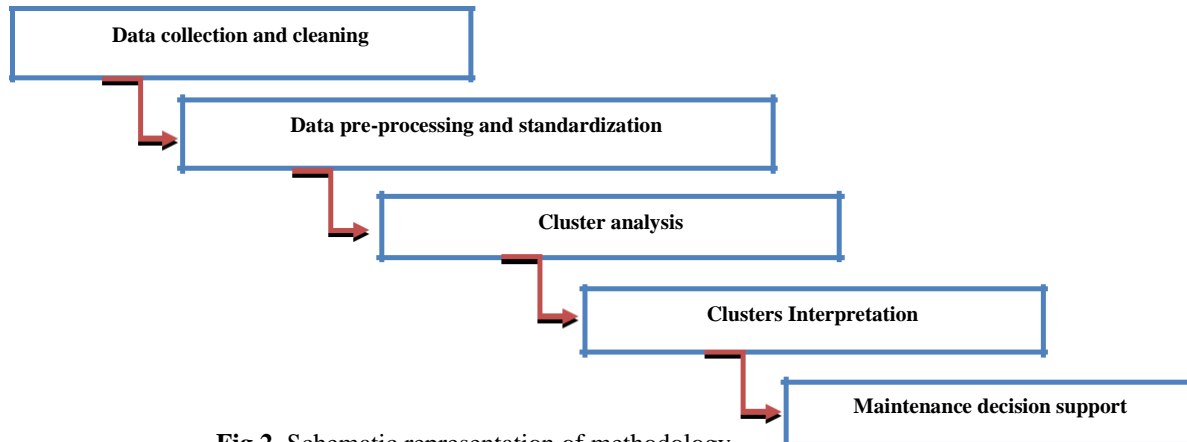 Data collection and cleaning
Data pre-processing and standardization
Cluster analysis
Clusters Interpretation
Maintenance decision support
Fig 2. Schematic representation of methodology